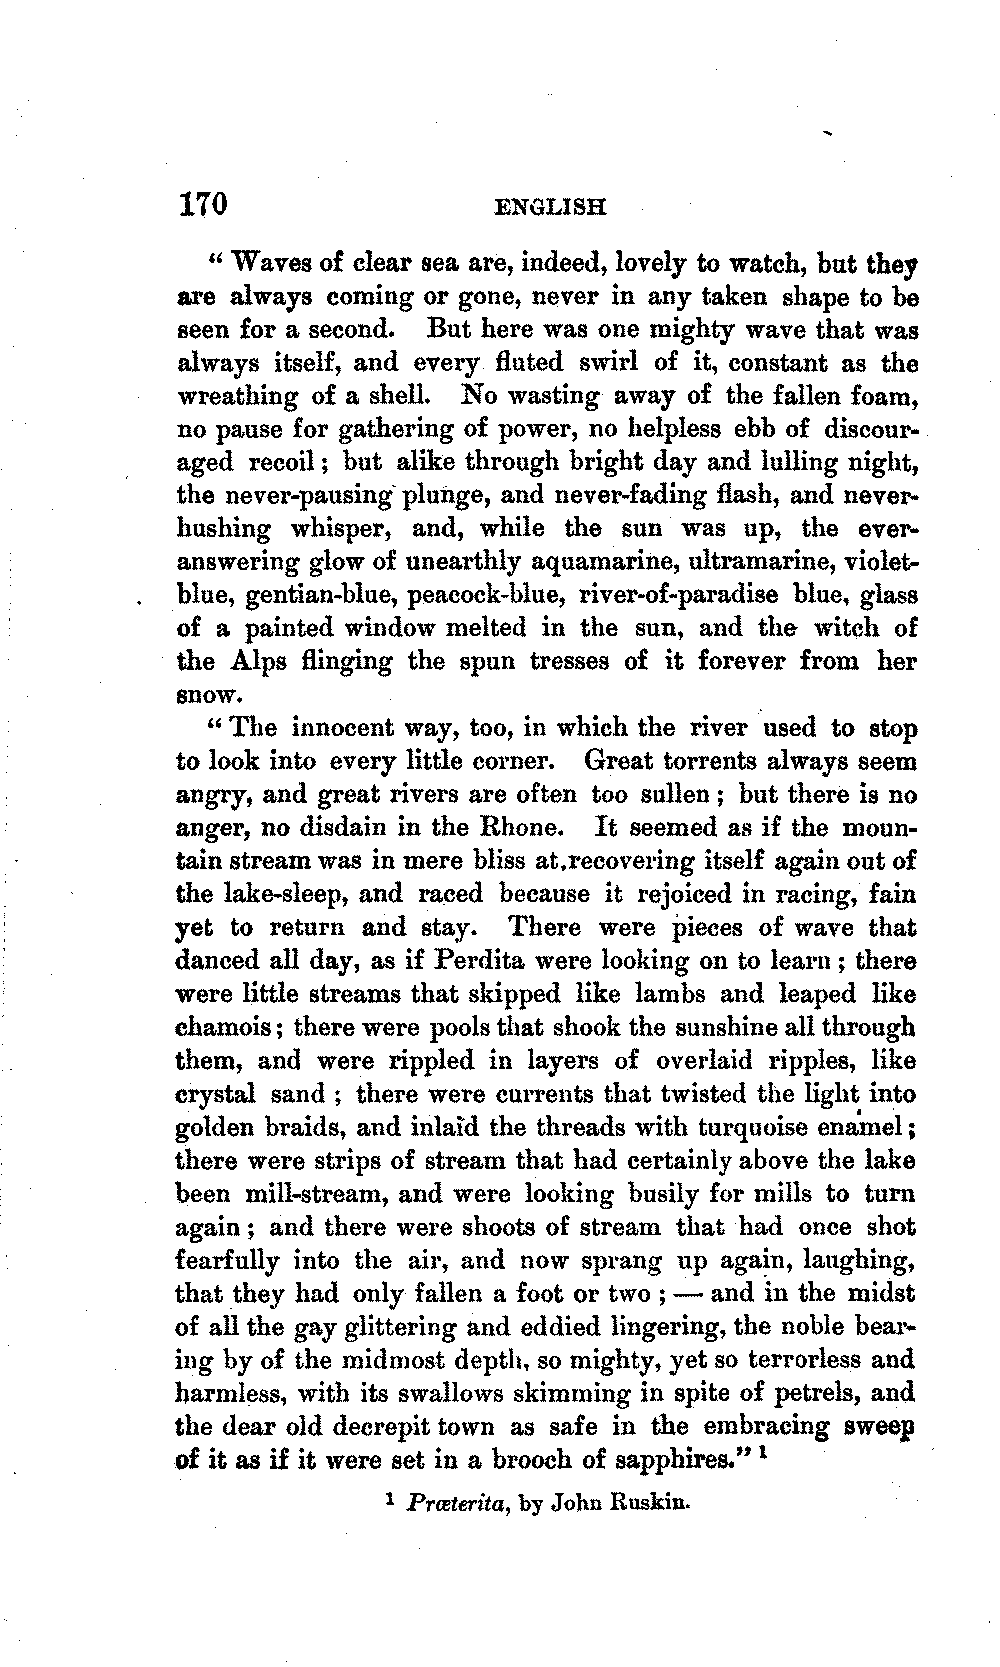 170 ENGLISH
“Waves of clear sea are, indeed, lovely to watch, but they
are always coming or gone, never in any taken shape to be
seen for a second. But here was one mighty wave that was
always itself, and every fluted swirl of it, constant as the
wreathing of a shell. No wasting away of the fallen foam,
no pause for gathering of power, no helpless ebb of discour-
aged recoil; but alike through bright day and lulling night,
the never-pausing plunge, and never-fading flash, and never-
hushing whisper, and, while the sun was up, the ever-
answering glow of unearthly aquamarine, ultramarine, violet-
blue, gentian-blue, peacock-blue, river-of-paradise blue, glass
of a painted window melted in the sun, and the witch of
the Alps flinging the spun tresses of it forever from her
snow.
“The innocent way, too, in which the river used to stop
to look into every little corner. Great torrents always seem
angry, and great rivers are often too sullen; but there is no
anger, no disdain in the Rhone. It seemed as if the moun-
tain stream was in mere bliss at recovering itself again out of
the lake-sleep, and raced because it rejoiced in racing, fain
yet to return and stay. There were pieces of wave that
danced all day, as if Perdita were looking on to learn; there
were little streams that skipped like lambs and leaped like
chamois; there were pools that shook the sunshine all through
them, and were rippled in layers of overlaid ripples, like
crystal sand; there were currents that twisted the light into
golden braids, and inlaid the threads with turquoise enamel;
there were strips of stream that had certainly above the lake
been mill-stream, and were looking busily for mills to turn
again; and there were shoots of stream that had once shot
fearfully into the air, and now sprang up again, laughing,
that they had only fallen a foot or two;—and in the midst
of all the gay glittering and eddied lingering, the noble bear-
ing by of the midmost depth, so mighty, yet so terrorless and
harmless, with its swallows skimming in spite of petrels, and
the dear old decrepit town as safe in the embracing sweep
of it as if it were set in a brooch of sapphires.” 1
1 Præterita, by John Ruskin.